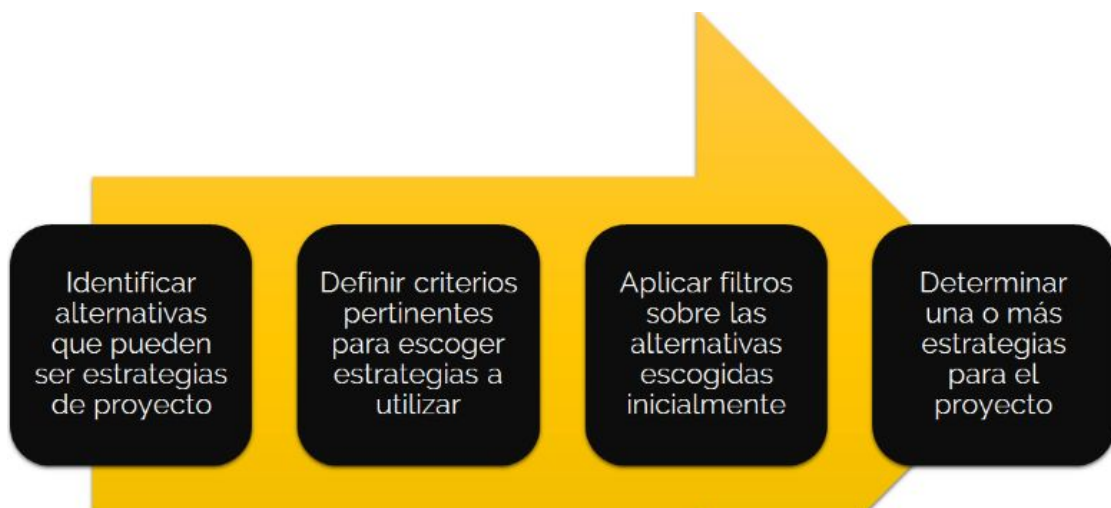 Identificar
alternativas
que pueden
ser estrategias
de proyecto
Definir criterios
pertinentes
para escoger
estrategias a
utilizar
Aplicar filtros
sobre las
alternativas
escogidas
inicialmente
Determinar
una o más
estrategias
para el
proyecto